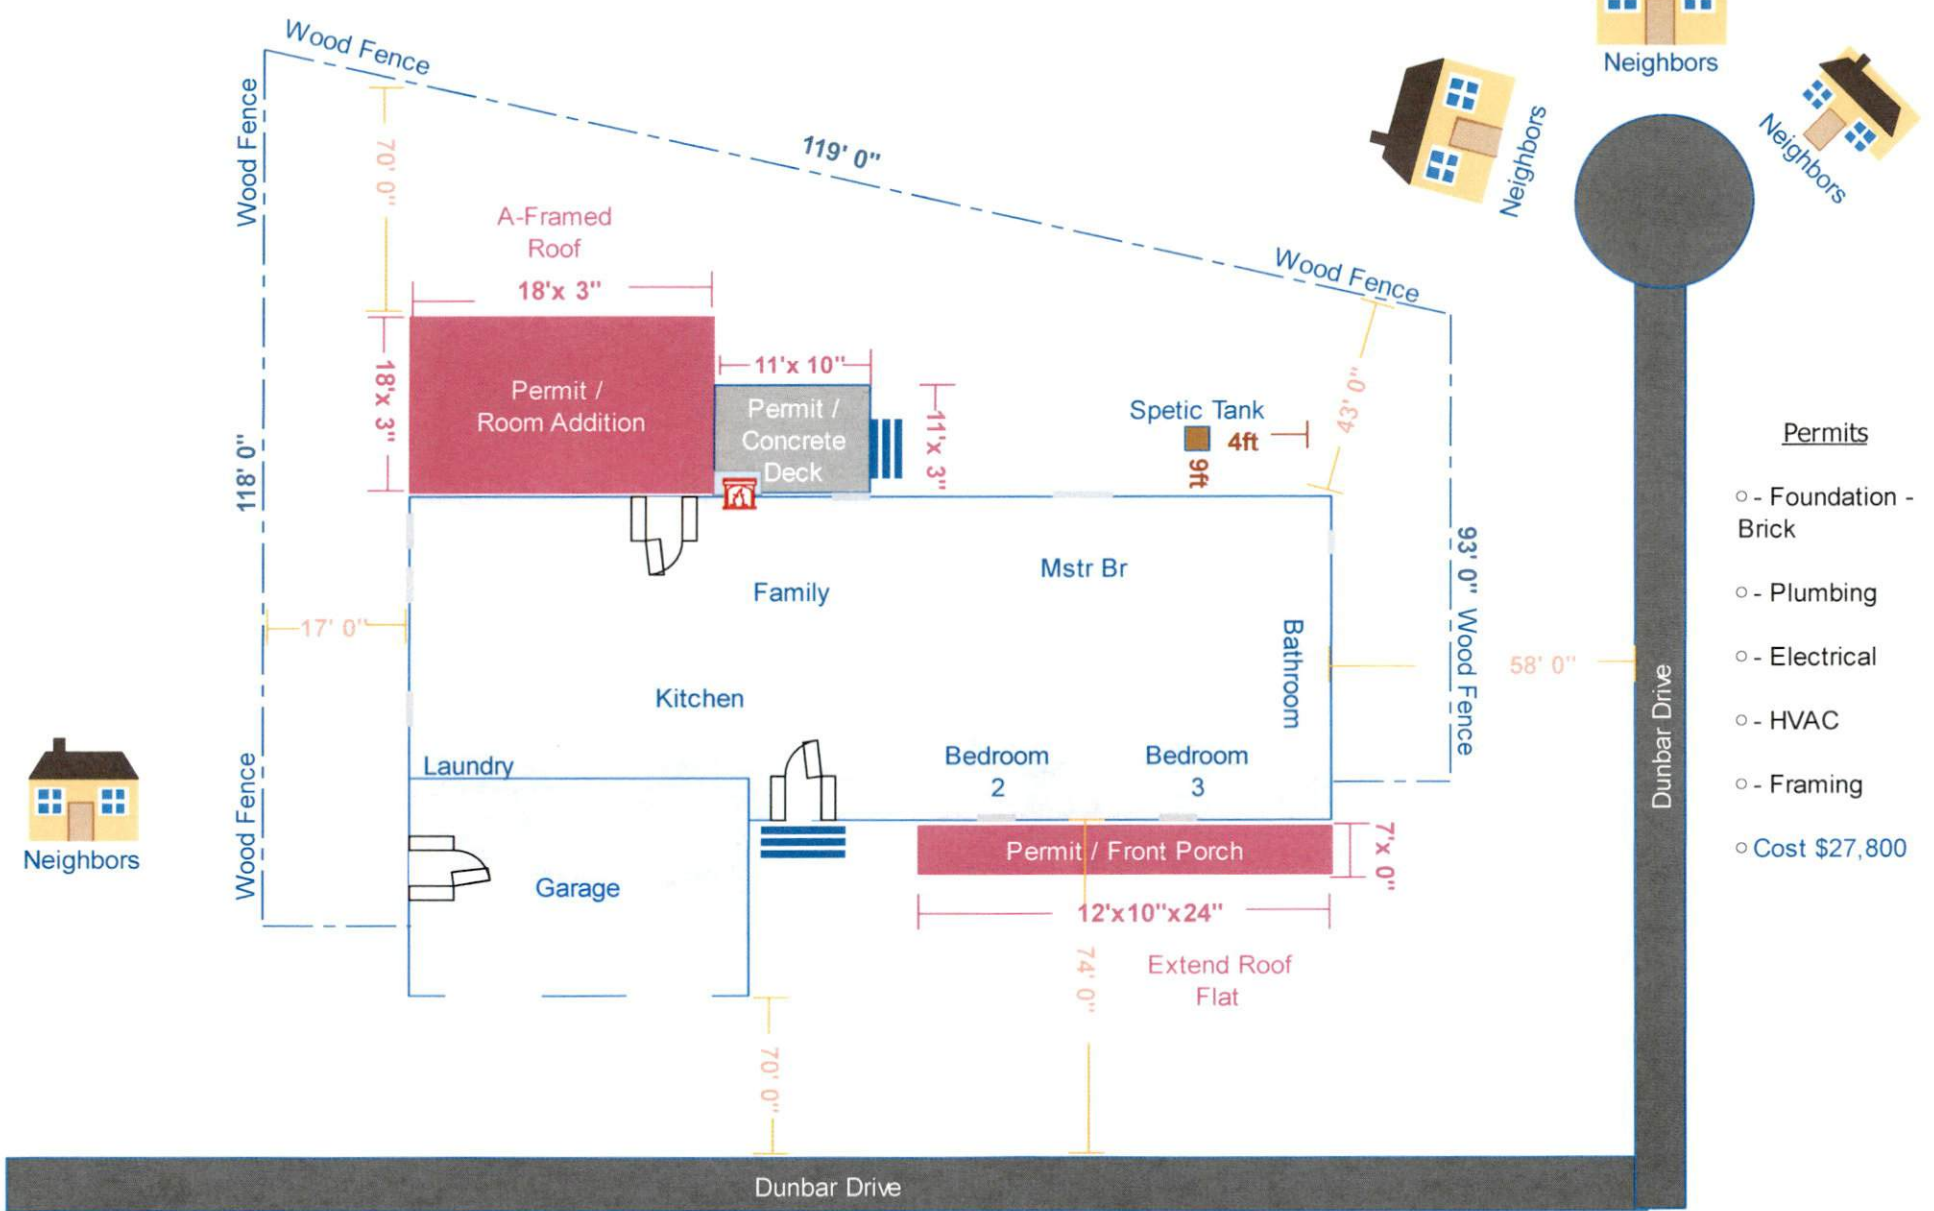 Wood Fence
Neighbors
Wood Fence
119' 0"
Neighbors
Neighbors
70' 0"
A-Framed
Roof
Wood Fence
18'x 3"
11'x 10"
18'x 3"
Permit /
Room Addition
Permit /
Concrete
Deck
11'x 3"
Spetic Tank
4ft
9ft
43' 0"
Permits
- Foundation -
Brick
- Plumbing
- Electrical
- HVAC
- Framing
Cost $27,800
118' 0"
93' 0" Wood Fence
Family
Mstr Br
17' 0"
Bathroom
58' 0"
Kitchen
Dunbar Drive
Laundry
Bedroom
2
Bedroom
3
Wood Fence
Neighbors
Garage
Permit / Front Porch
7'x 0"
12'x10"x24"
74' 0"
Extend Roof
Flat
70' 0"
Dunbar Drive